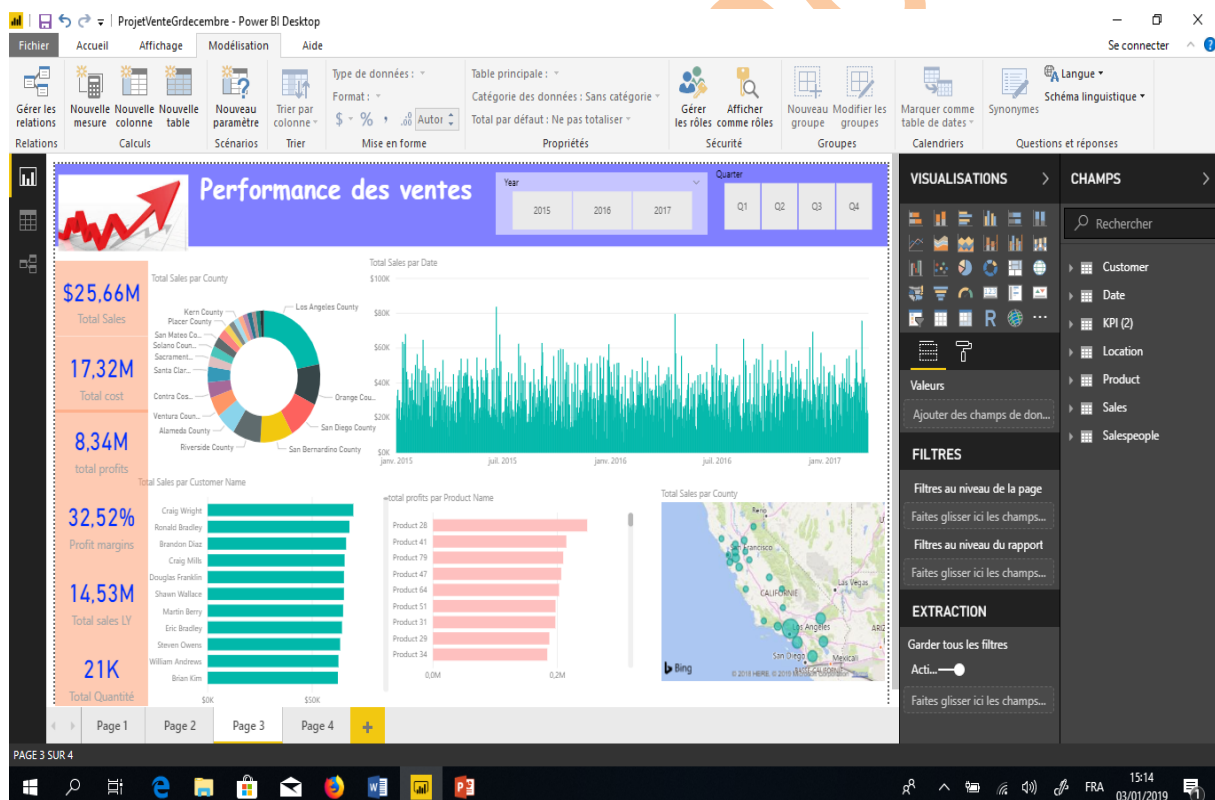 ProjetVenteGrdecembre - Power BI Desktop
Fichier Accueil Affichage Modélisation Aide Se connecter
Gérer les relations
Nouvelle mesure
Nouvelle colonne
Nouvelle table
Nouveau paramètre
Trier par colonne
Type de données :
Format :
$ % , .00 Autor
Table principale :
Catégorie des données : Sans catégorie
Total par défaut : Ne pas totaliser
Gérer les rôles
Afficher comme rôles
Nouveau groupe
Modifier les groupes
Marquer comme table de dates
Synonymes
Langue
Schéma linguistique
Relations Calculs Scénarios Trier Mise en forme Propriétés Sécurité Groupes Calendriers Questions et réponses
Performance des ventes
Year
2015 2016 2017
Quarter
Q1 Q2 Q3 Q4
$25,66M
Total Sales
17,32M
Total cost
8,34M
total profits
32,52%
Profit margins
14,53M
Total sales LY
21K
Total Quantité
Total Sales par County
Kern County
Placer County
San Mateo Co...
Solano Coun...
Sacrament...
Santa Clar...
Contra Cos...
Ventura Coun...
Alameda County
Riverside County
Los Angeles County
Orange Cou...
San Diego County
San Bernardino County
Total Sales par Date
$100K
$80K
$60K
$40K
$20K
$0K
janv. 2015 juil. 2015 janv. 2016 juil. 2016 janv. 2017
Total Sales par Customer Name
Craig Wright
Ronald Bradley
Brandon Diaz
Craig Mills
Douglas Franklin
Shawn Wallace
Martin Berry
Eric Bradley
Steven Owens
William Andrews
Brian Kim
$0K $50K
total profits par Product Name
Product 28
Product 41
Product 79
Product 47
Product 64
Product 51
Product 31
Product 29
Product 34
0,0M 0,2M
Total Sales par County
Reno
San Francisco
Las Vegas
CALIFORNIE
Los Angeles
San Diego
Mexicali
Bing
VISUALISATIONS
R
Valeurs
Ajouter des champs de don...
FILTRES
Filtres au niveau de la page
Faites glisser ici les champs...
Filtres au niveau du rapport
Faites glisser ici les champs...
EXTRACTION
Garder tous les filtres
Acti...
Faites glisser ici les champs...
CHAMPS
Rechercher
Customer
Date
KPI (2)
Location
Product
Sales
Salespeople
Page 1 Page 2 Page 3 Page 4 +
PAGE 3 SUR 4
FRA
15:14
03/01/2019